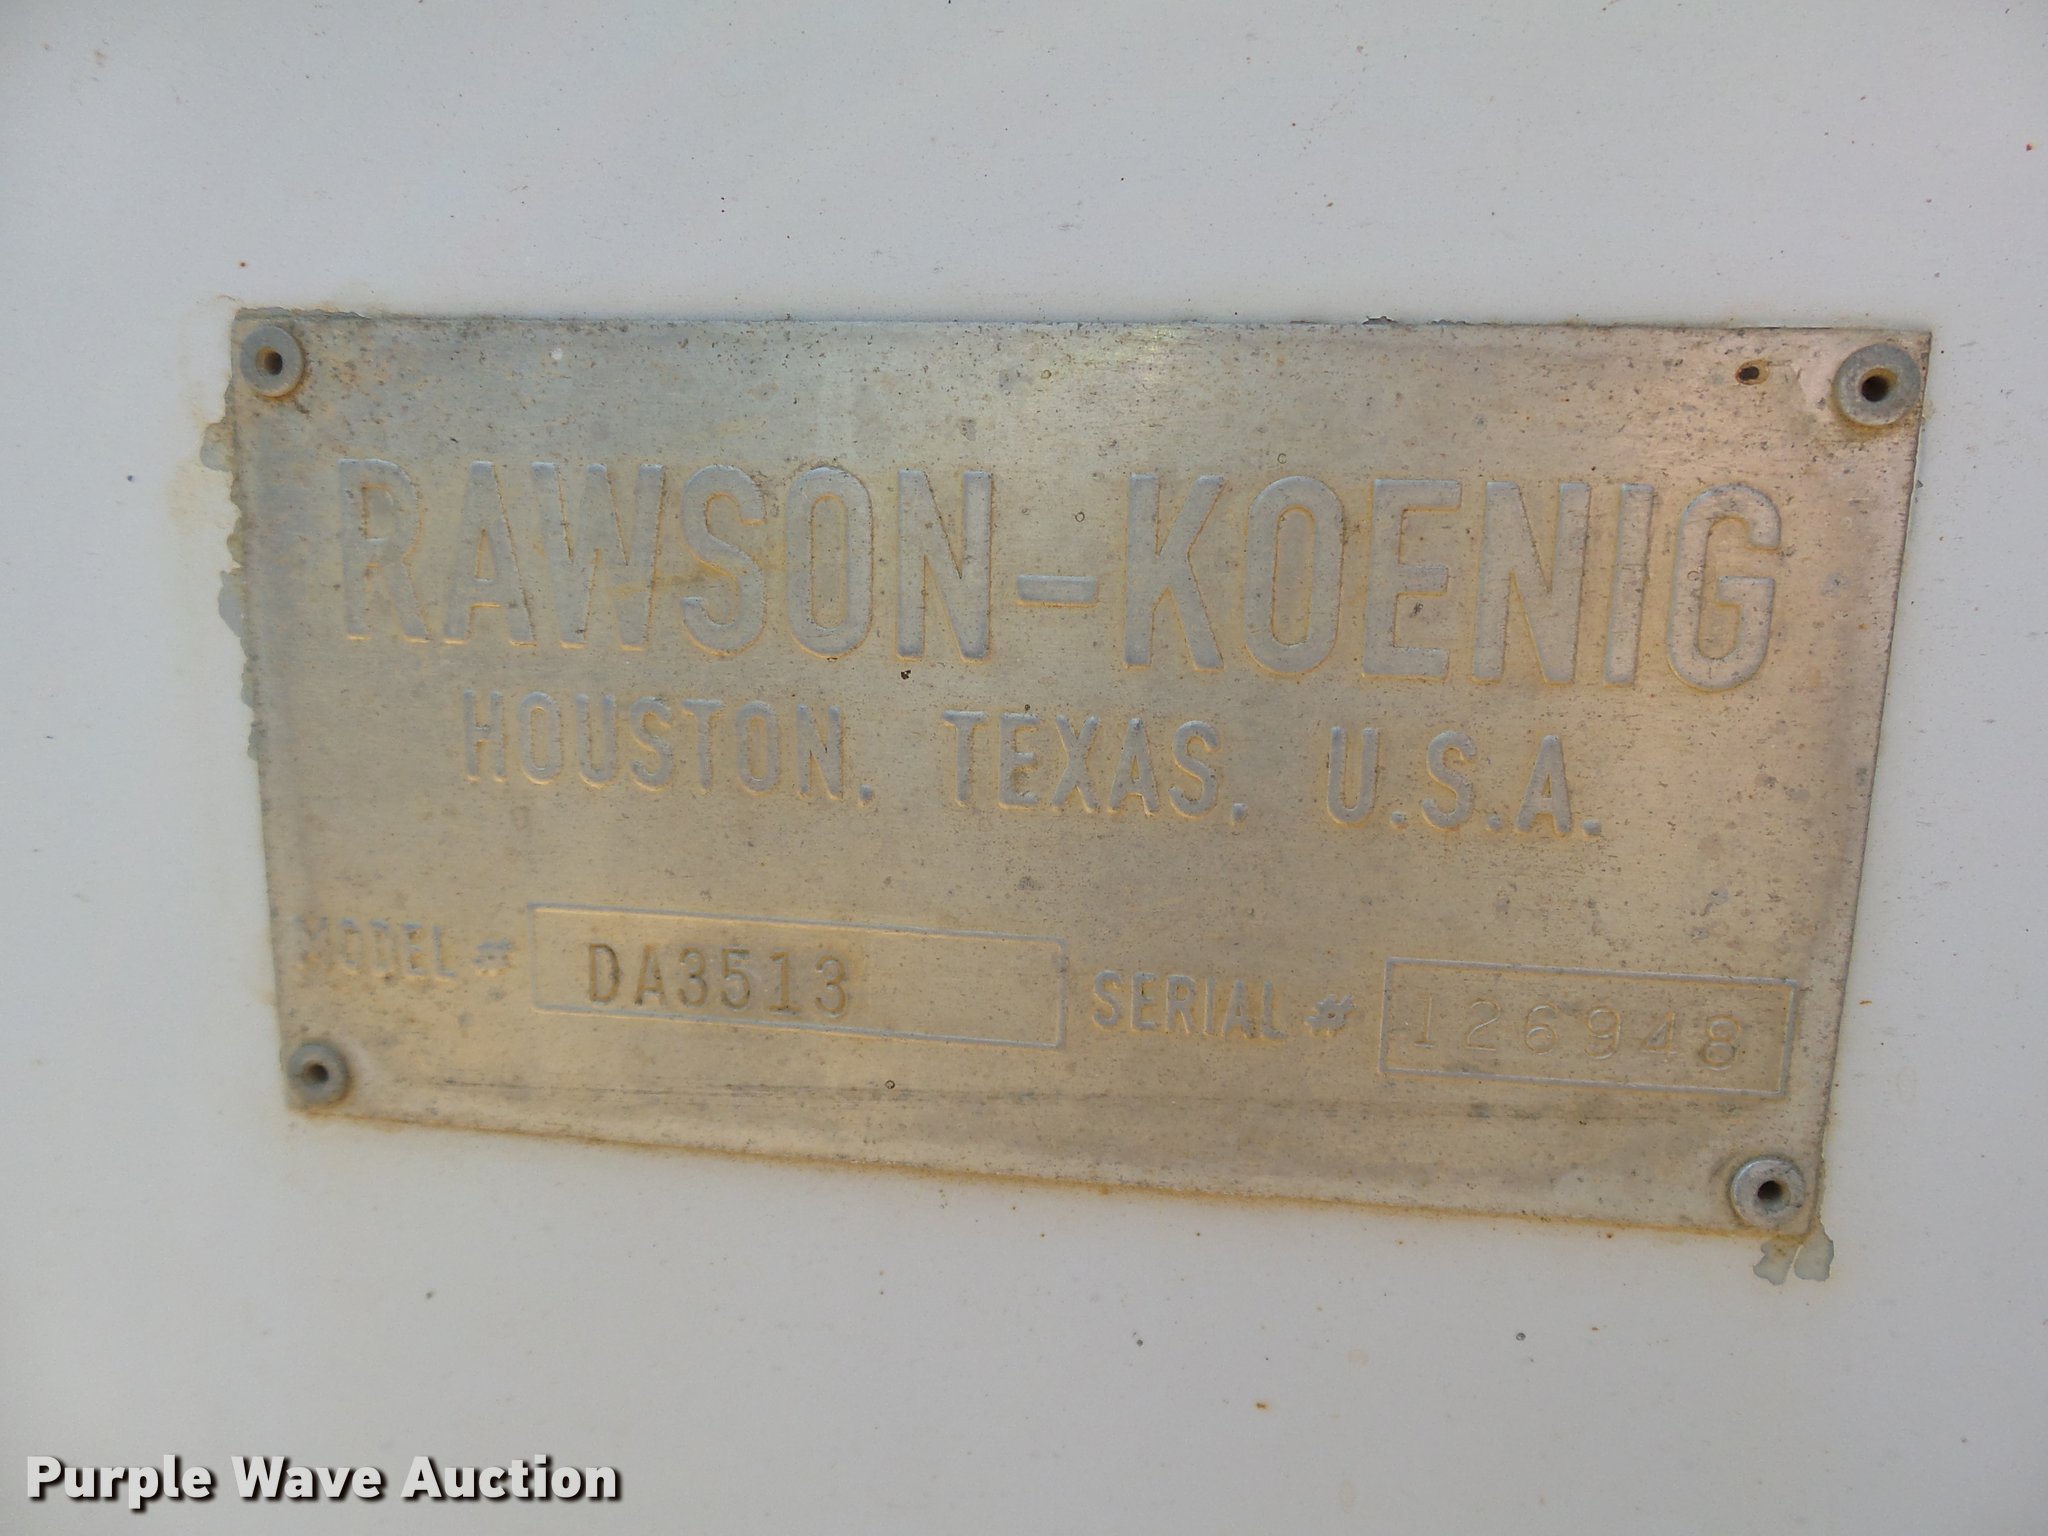 RAWSON-KOENIG
HOUSTON, TEXAS, U.S.A.
MODEL # DA3513 SERIAL # 126948
Purple Wave Auction